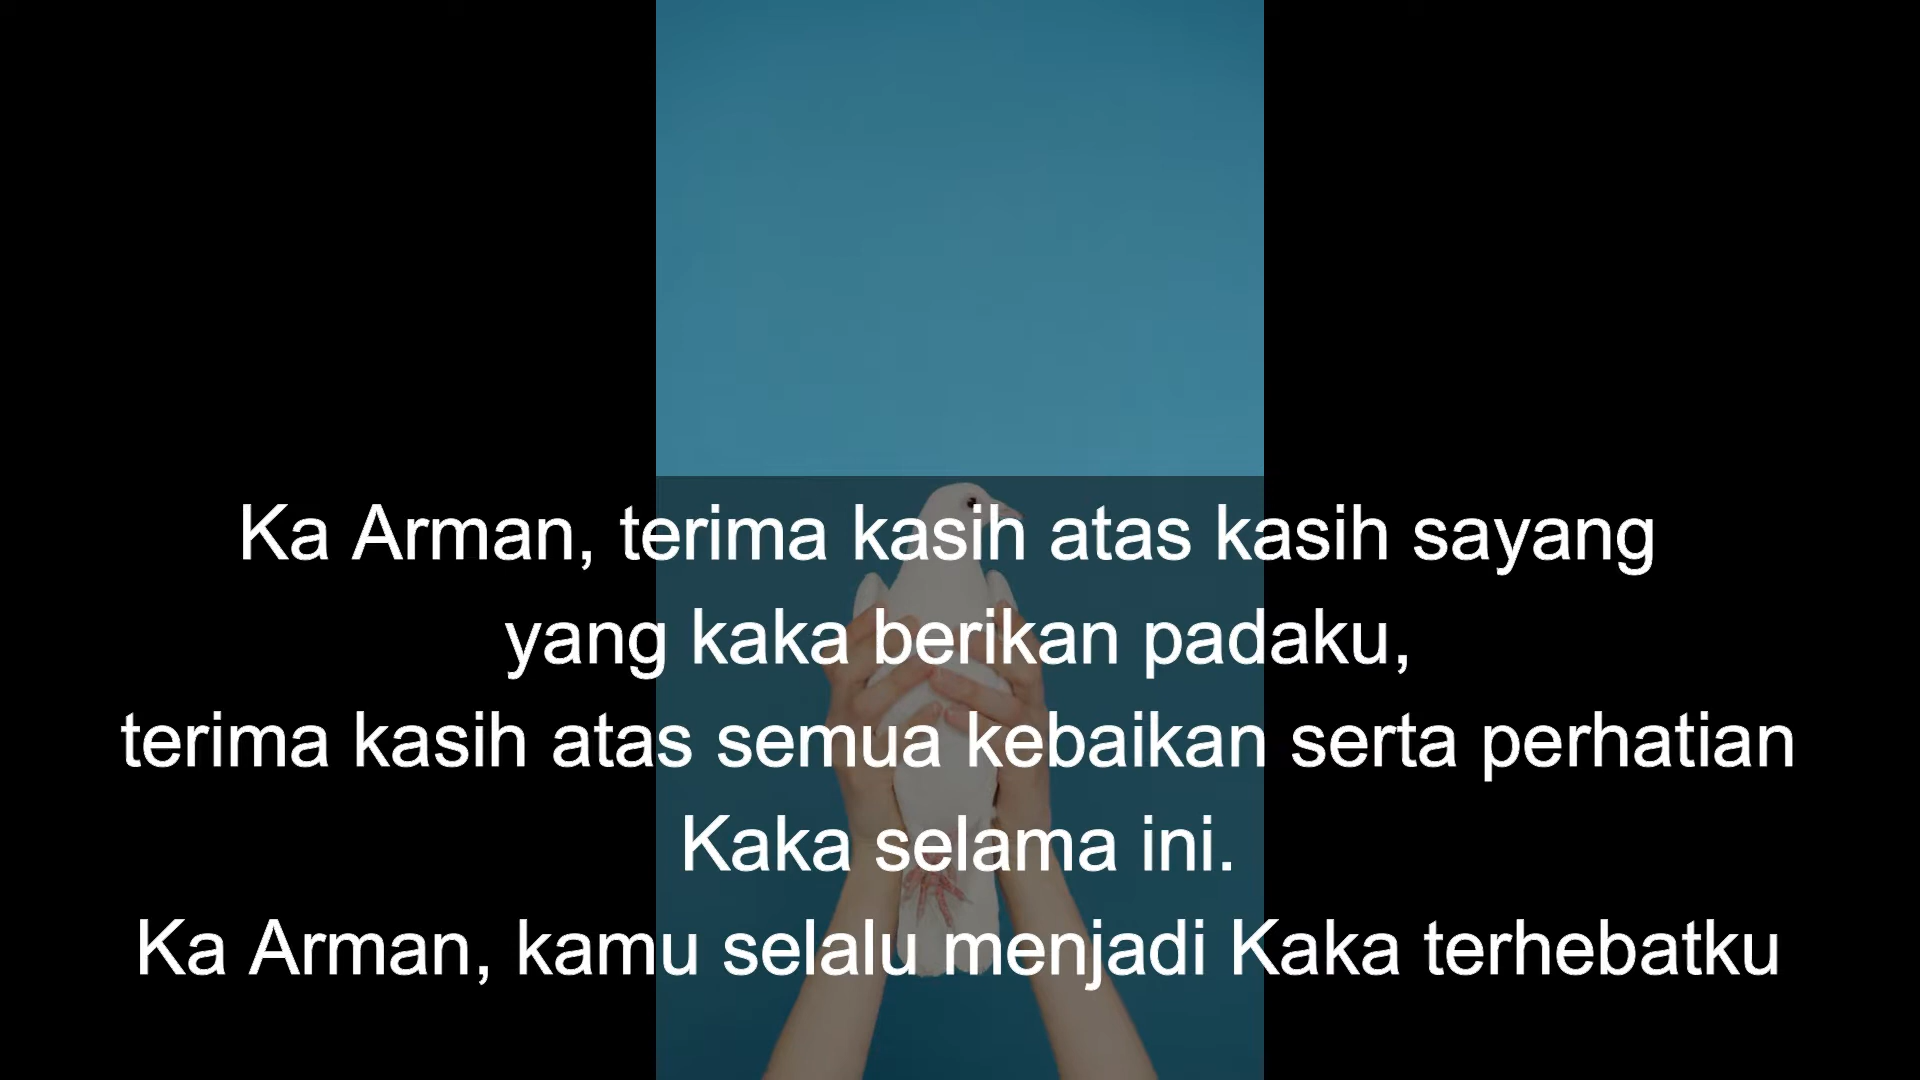 Ka Arman, terima kasih atas kasih sayang
yang kaka berikan padaku,
terima kasih atas semua kebaikan serta perhatian
Kaka selama ini.
Ka Arman, kamu selalu menjadi Kaka terhebatku